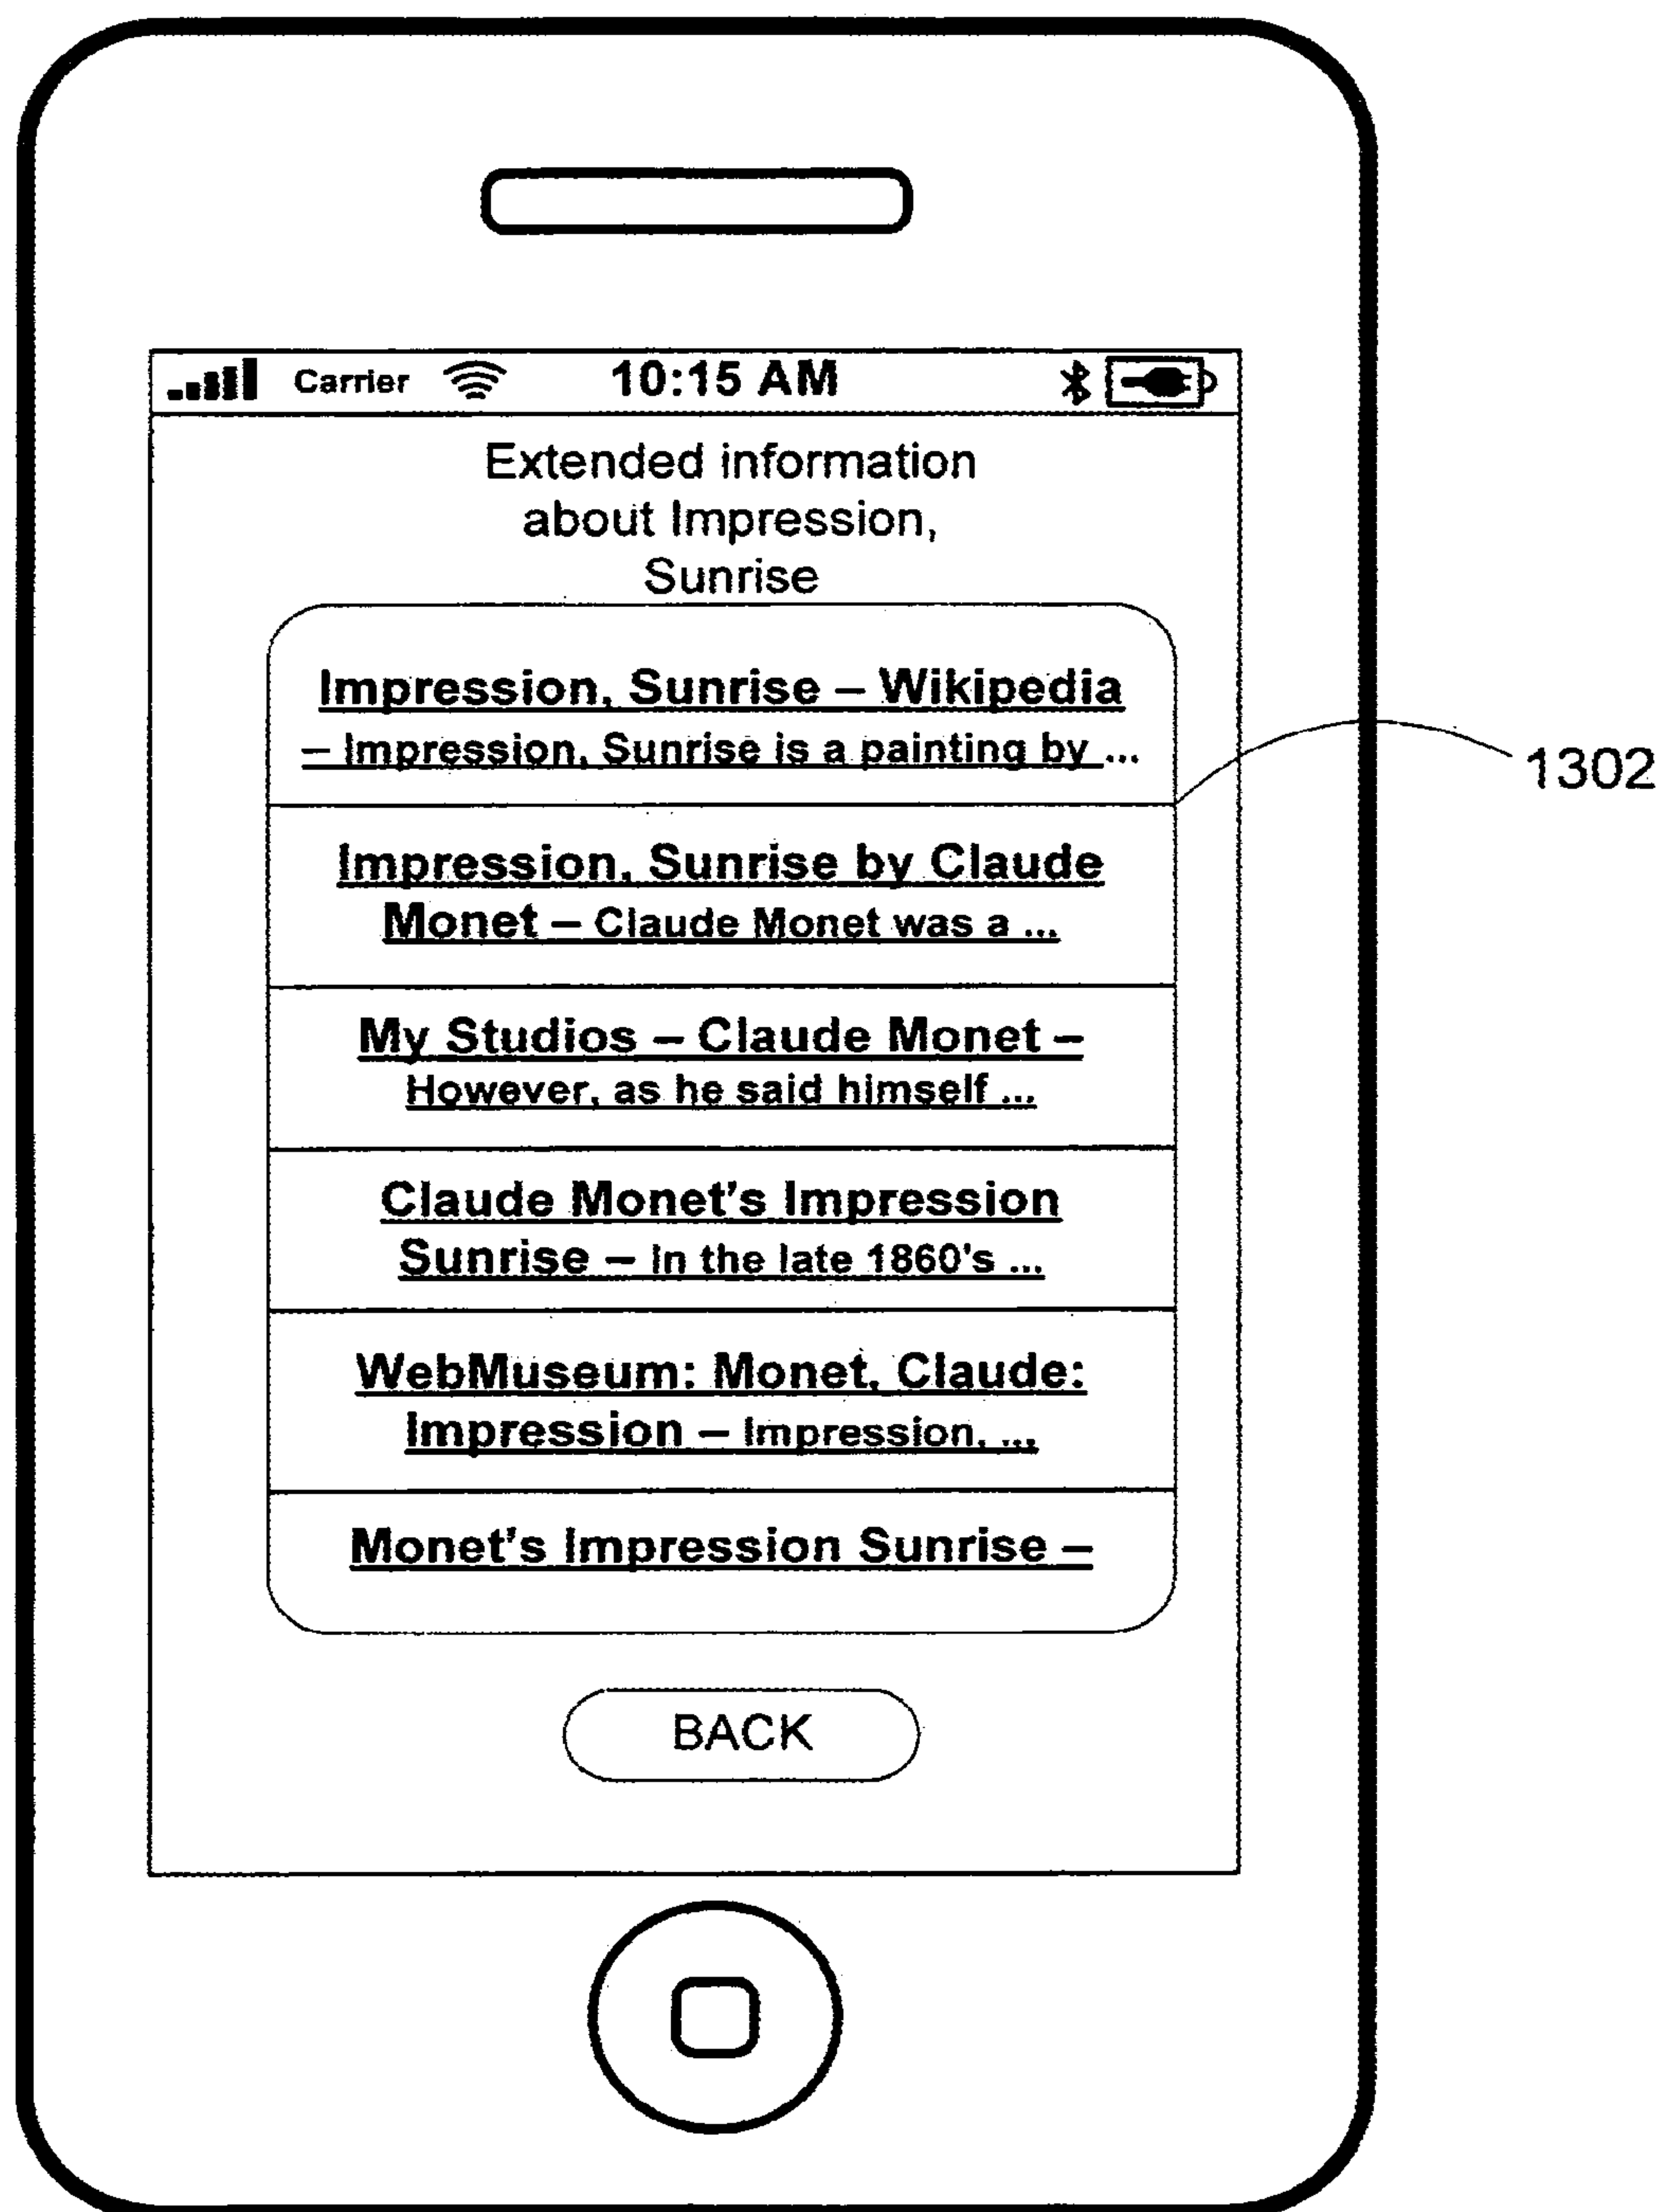 Carrier 10:15 AM
Extended information
about Impression,
Sunrise
Impression, Sunrise – Wikipedia
– Impression, Sunrise is a painting by ...
1302
Impression, Sunrise by Claude
Monet – Claude Monet was a ...
My Studios – Claude Monet –
However, as he said himself ...
Claude Monet's Impression
Sunrise – In the late 1860's ...
WebMuseum: Monet, Claude:
Impression – Impression, ...
Monet's Impression Sunrise –
BACK